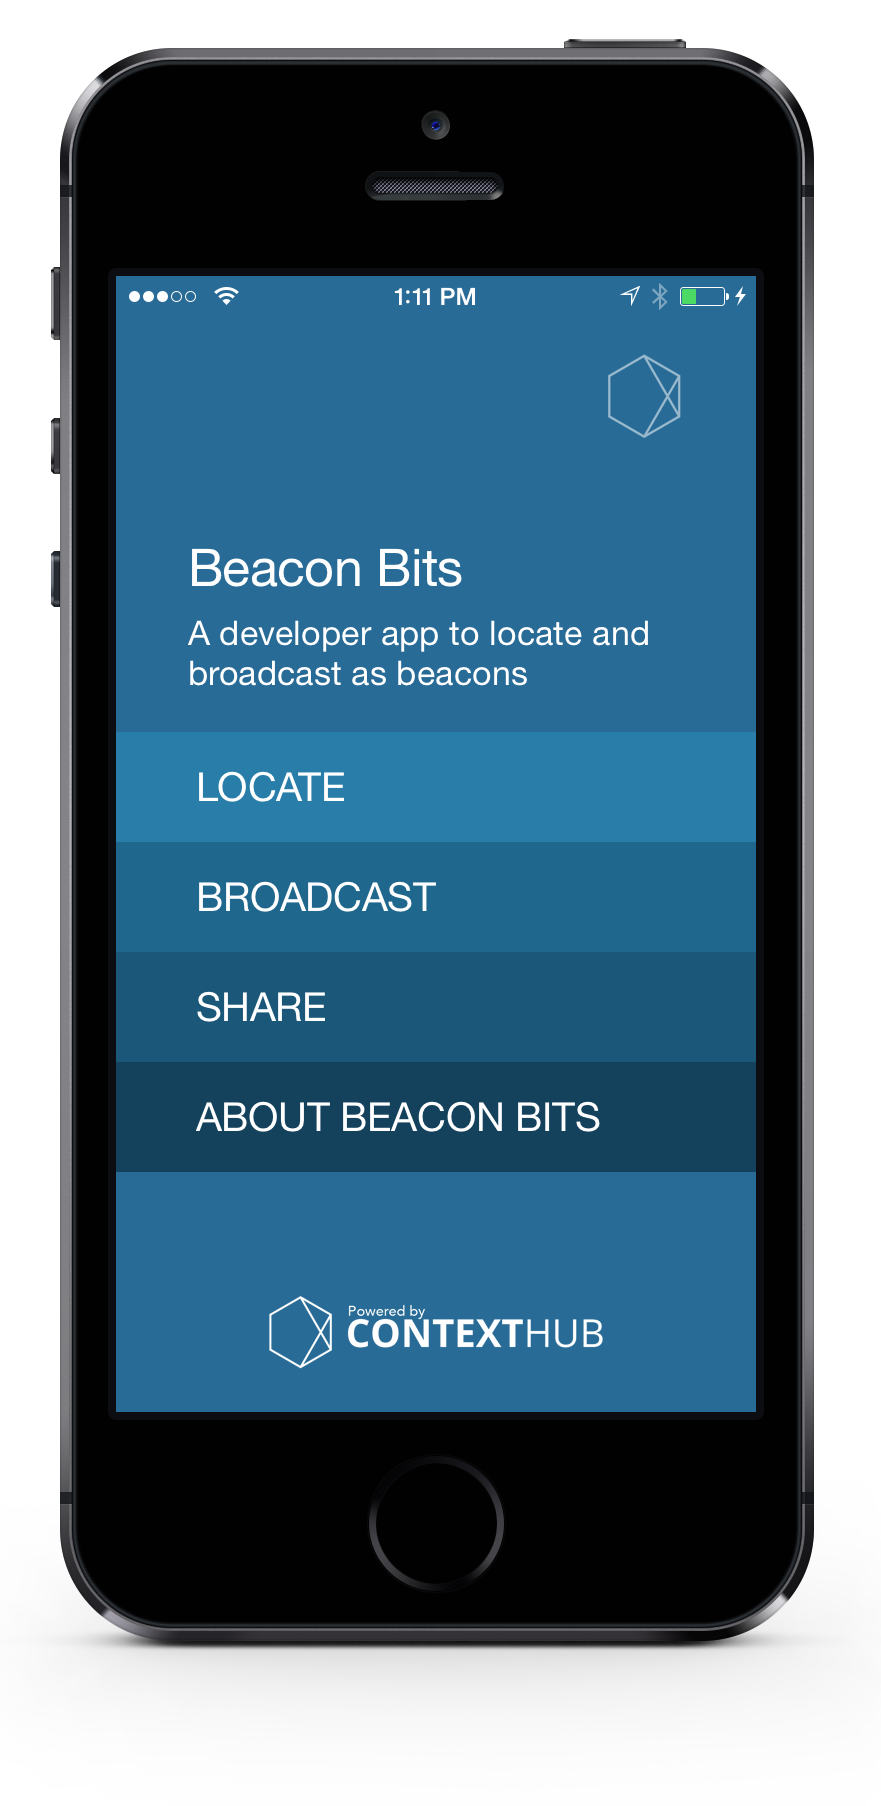 1:11 PM
Beacon Bits
A developer app to locate and
broadcast as beacons
LOCATE
BROADCAST
SHARE
ABOUT BEACON BITS
Powered by
CONTEXTHUB